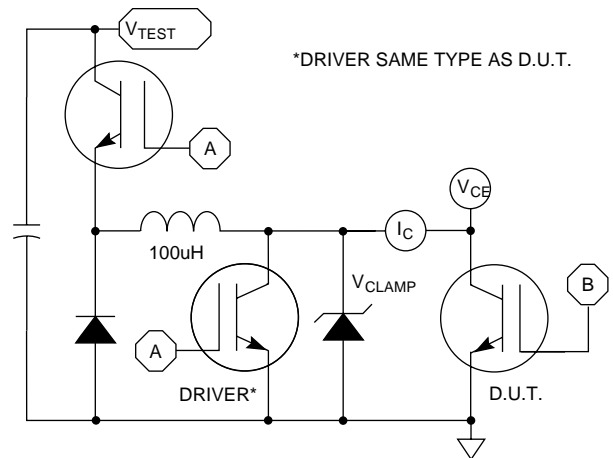 VTEST
*DRIVER SAME TYPE AS D.U.T.
A
VCE
IC
100uH
VCLAMP
B
A
DRIVER*
D.U.T.